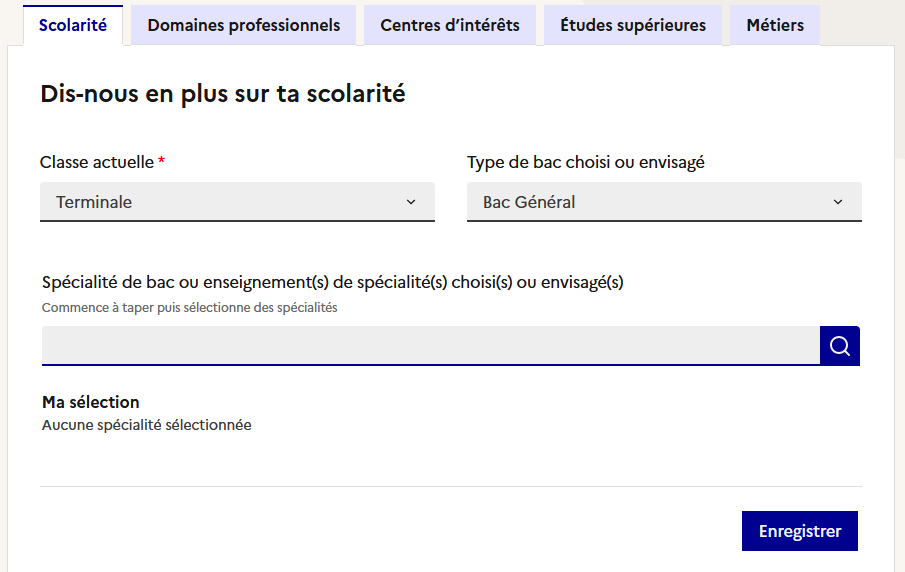 Scolarité Domaines professionnels Centres d’intérêts Études supérieures Métiers
Dis-nous en plus sur ta scolarité
Classe actuelle * Type de bac choisi ou envisagé
Terminale Bac Général
Spécialité de bac ou enseignement(s) de spécialité(s) choisi(s) ou envisagé(s)
Commence à taper puis sélectionne des spécialités
Ma sélection
Aucune spécialité sélectionnée
Enregistrer